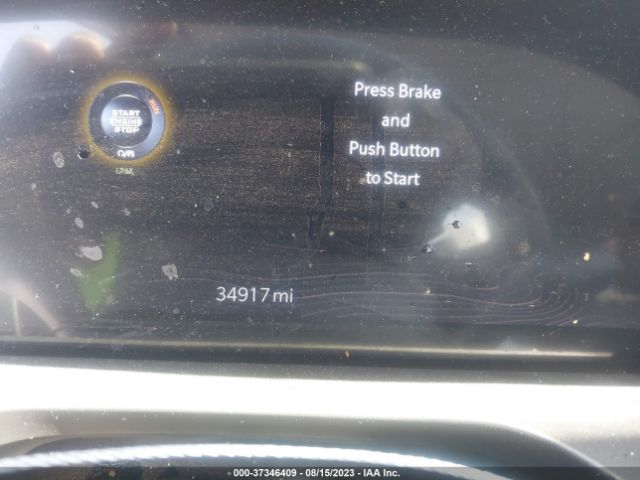 START
ENGINE
STOP
RUN
Press Brake
and
Push Button
to Start
34917 mi
000-37346409 - 08/15/2023 - IAA Inc.